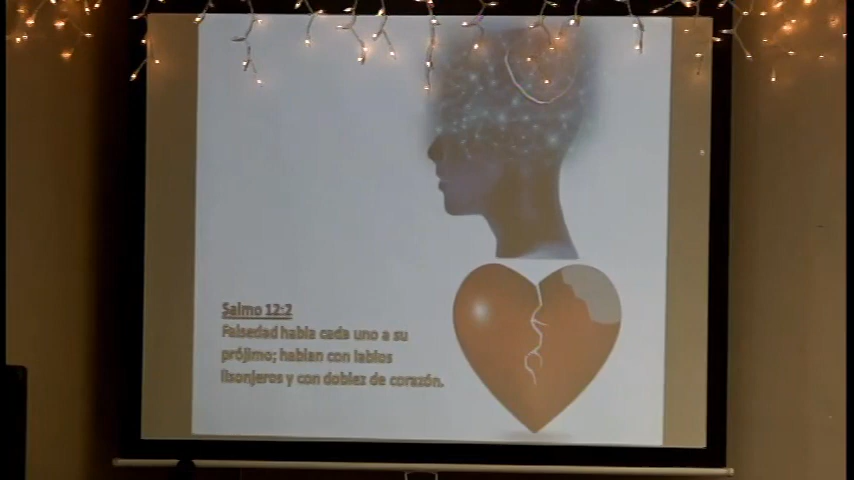 Salmo 12:2
Falsedad habla cada uno a su
prójimo; hablan con labios
lisonjeros y con doblez de corazón.